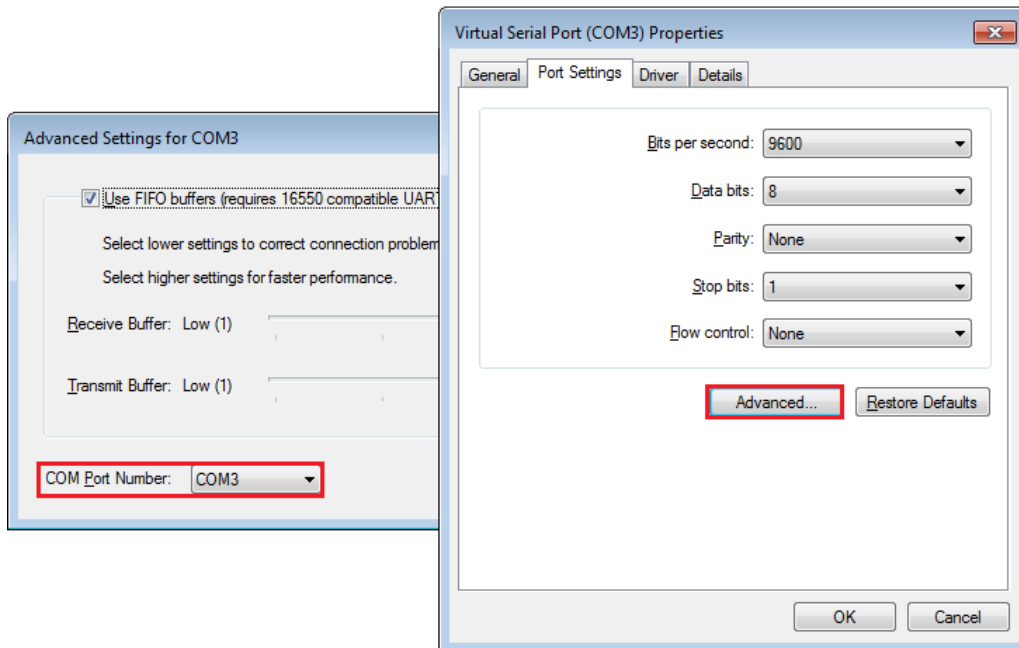 Advanced Settings for COM3
Use FIFO buffers (requires 16550 compatible UART
Select lower settings to correct connection problem
Select higher settings for faster performance.
Receive Buffer: Low (1)
Transmit Buffer: Low (1)
COM Port Number: COM3
Virtual Serial Port (COM3) Properties
General Port Settings Driver Details
Bits per second: 9600
Data bits: 8
Parity: None
Stop bits: 1
Flow control: None
Advanced... Restore Defaults
OK Cancel